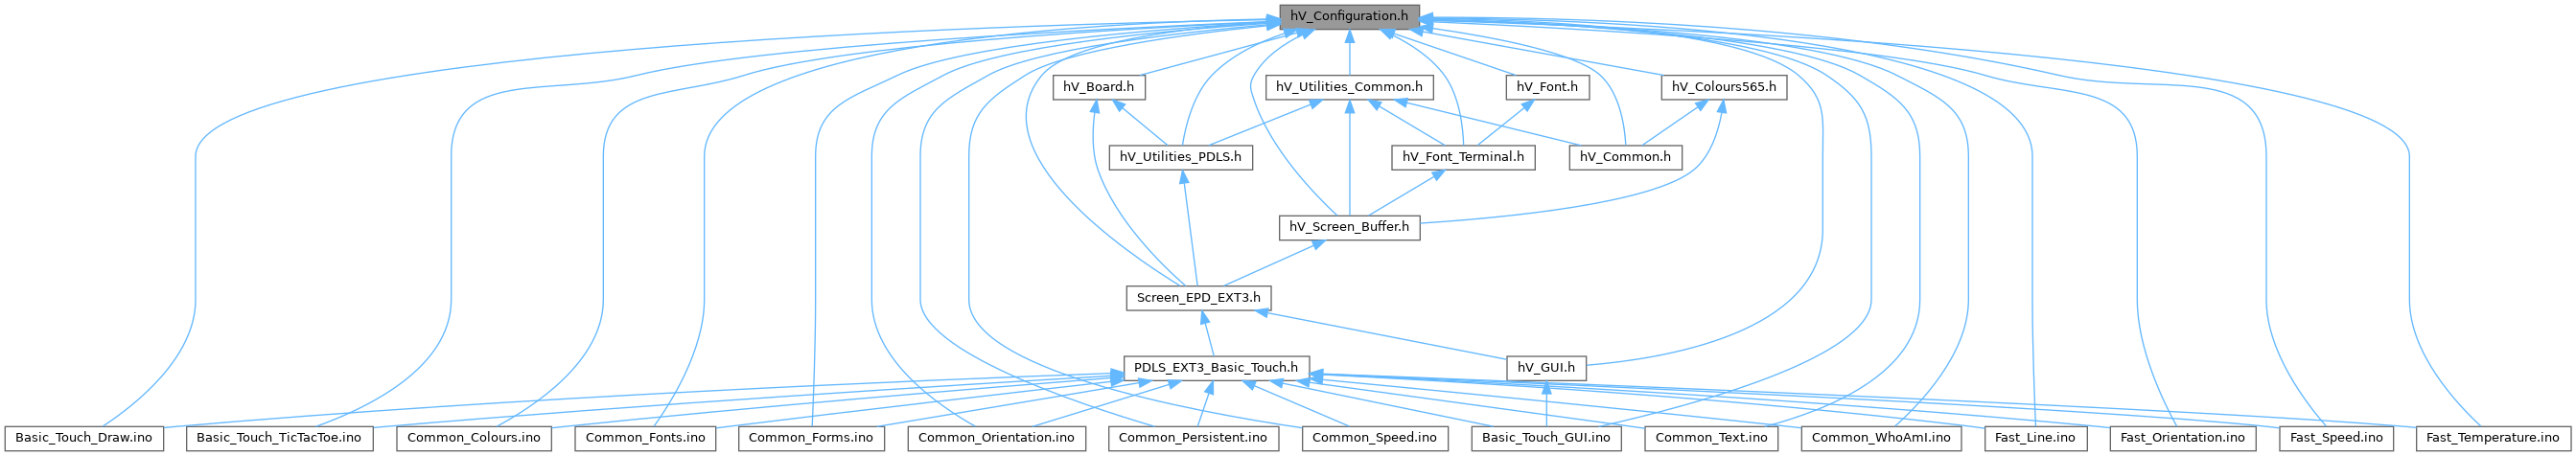 hV_Configuration.h
hV_Board.h
hV_Utilities_Common.h
hV_Font.h
hV_Colours565.h
hV_Utilities_PDLS.h
hV_Font_Terminal.h
hV_Common.h
hV_Screen_Buffer.h
Screen_EPD_EXT3.h
PDLS_EXT3_Basic_Touch.h
hV_GUI.h
Basic_Touch_Draw.ino
Basic_Touch_TicTacToe.ino
Common_Colours.ino
Common_Fonts.ino
Common_Forms.ino
Common_Orientation.ino
Common_Persistent.ino
Common_Speed.ino
Basic_Touch_GUI.ino
Common_Text.ino
Common_WhoAmI.ino
Fast_Line.ino
Fast_Orientation.ino
Fast_Speed.ino
Fast_Temperature.ino